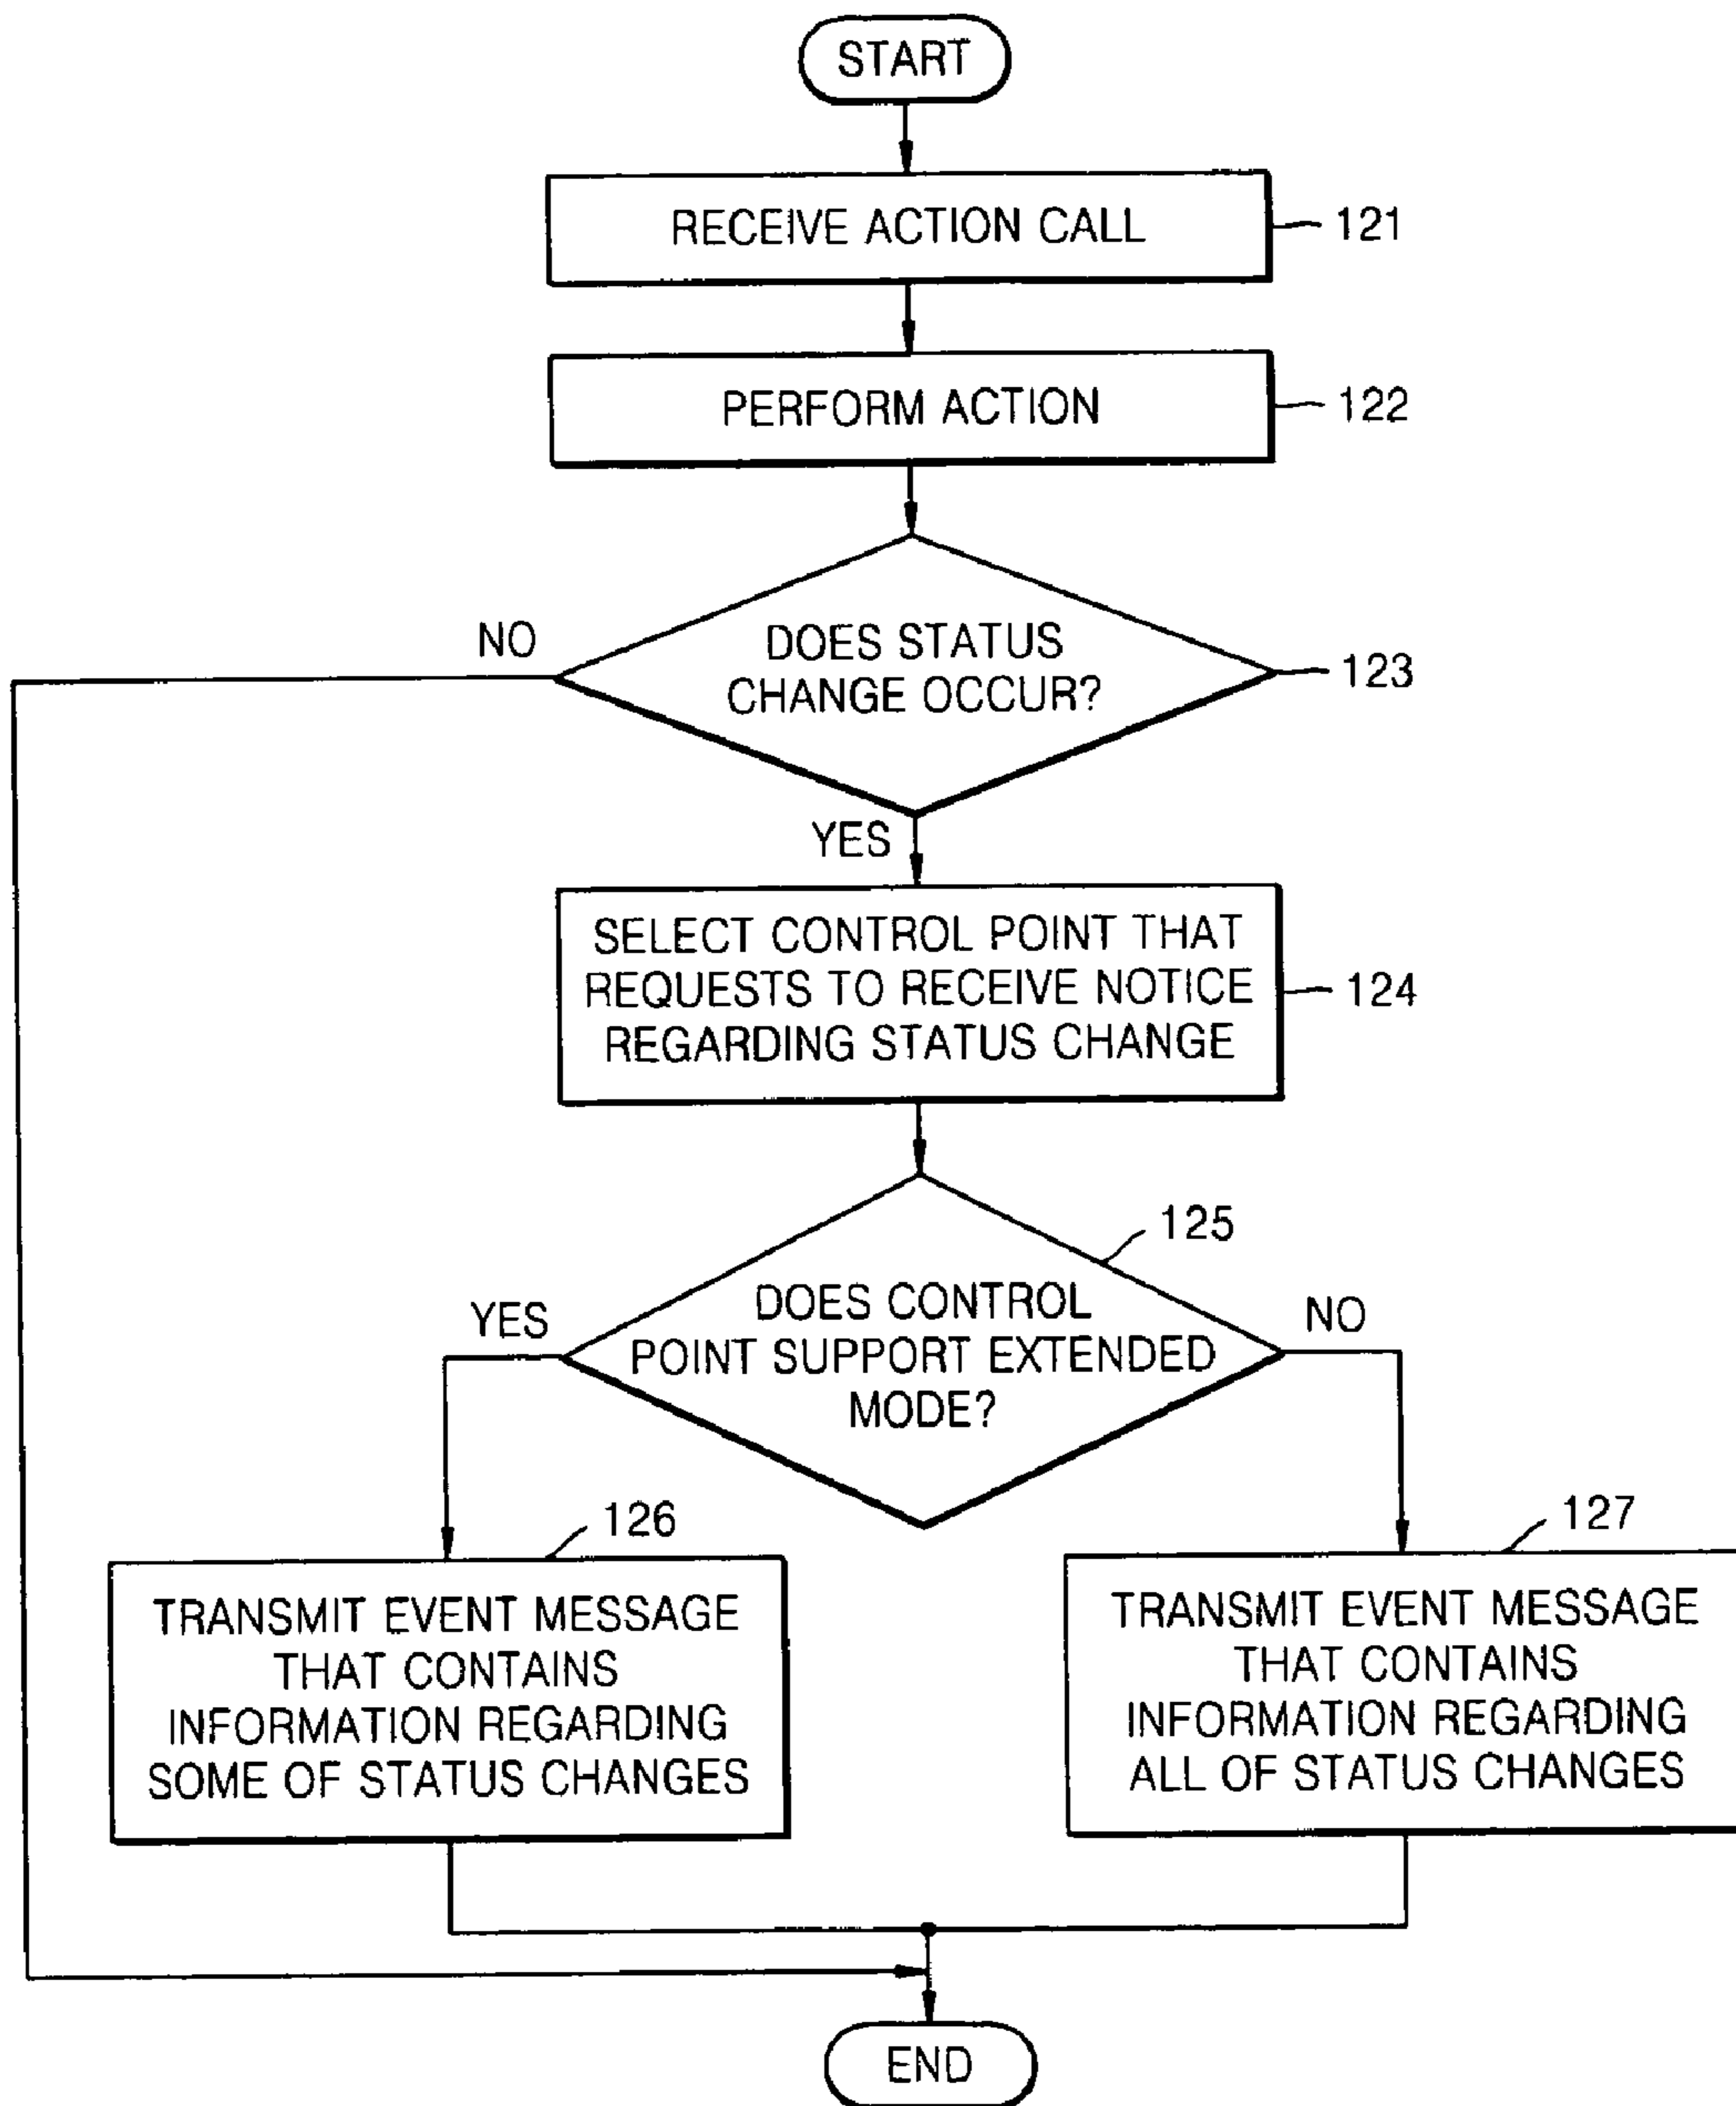 START
RECEIVE ACTION CALL
121
PERFORM ACTION
122
DOES STATUS
CHANGE OCCUR?
123
NO
YES
SELECT CONTROL POINT THAT
REQUESTS TO RECEIVE NOTICE
REGARDING STATUS CHANGE
124
125
DOES CONTROL
POINT SUPPORT EXTENDED
MODE?
YES
NO
126
TRANSMIT EVENT MESSAGE
THAT CONTAINS
INFORMATION REGARDING
SOME OF STATUS CHANGES
127
TRANSMIT EVENT MESSAGE
THAT CONTAINS
INFORMATION REGARDING
ALL OF STATUS CHANGES
END